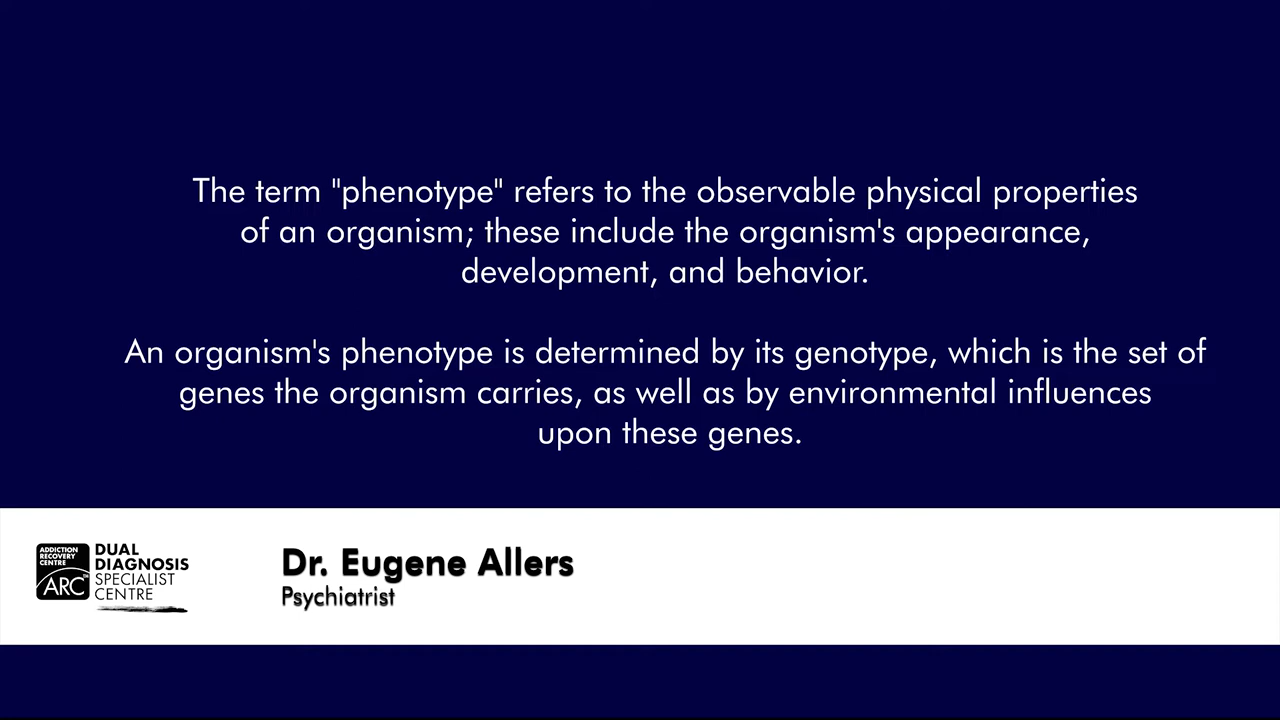 The term "phenotype" refers to the observable physical properties
of an organism; these include the organism's appearance,
development, and behavior.
An organism's phenotype is determined by its genotype, which is the set of
genes the organism carries, as well as by environmental influences
upon these genes.
ADDICTION
RECOVERY
CENTRE
ARC™
DUAL
DIAGNOSIS
SPECIALIST
CENTRE
Dr. Eugene Allers
Psychiatrist